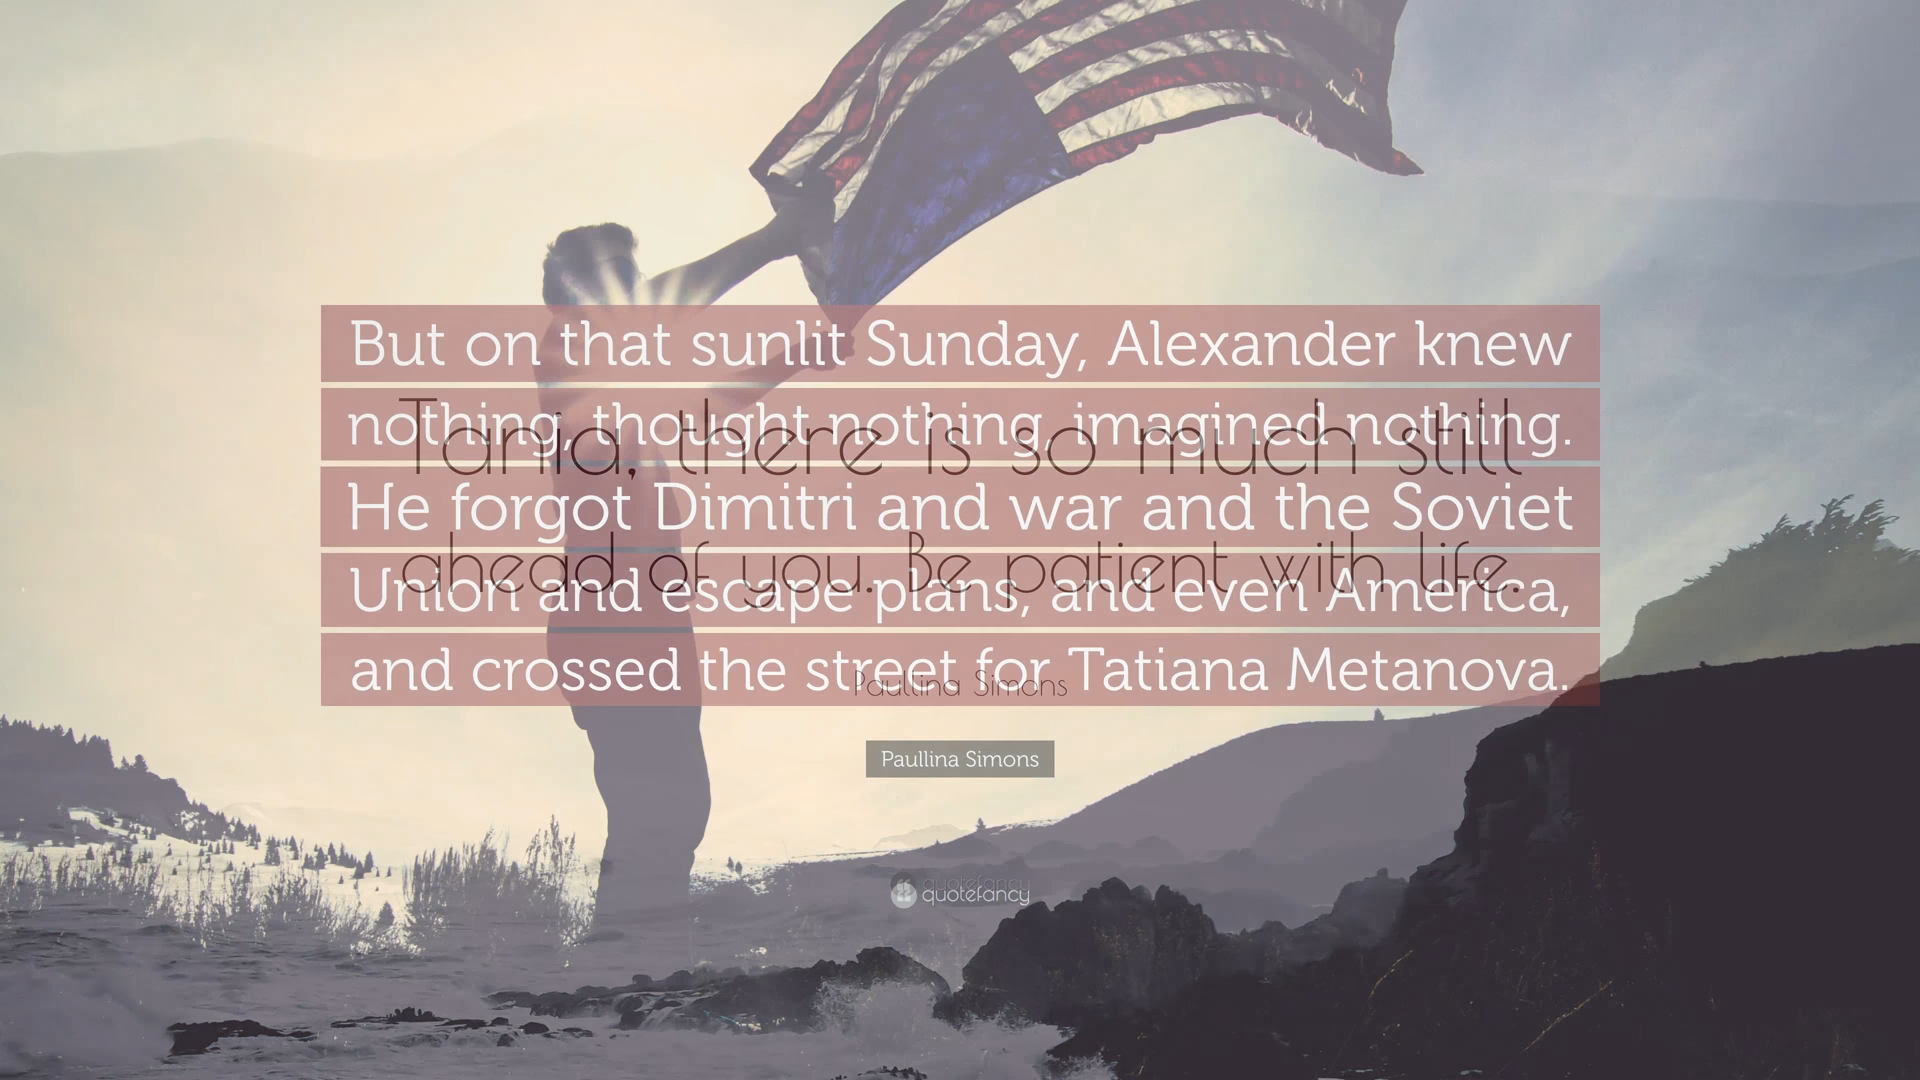 But on that sunlit Sunday, Alexander knew
nothing, thought nothing, imagined nothing.
He forgot Dimitri and war and the Soviet
Union and escape plans, and even America,
and crossed the street for Tatiana Metanova.
Paullina Simons
Tania, there is so much still
ahead of you. Be patient with life.
Paullina Simons
quotefancy
quotefancy